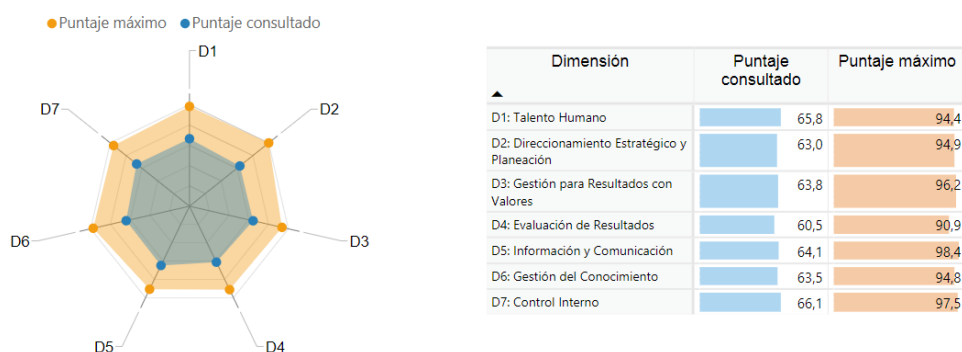 Puntaje máximo Puntaje consultado
D1
D2
D3
D4
D5
D6
D7
Dimensión Puntaje consultado Puntaje máximo
D1: Talento Humano 65,8 94,4
D2: Direccionamiento Estratégico y
Planeación 63,0 94,9
D3: Gestión para Resultados con
Valores 63,8 96,2
D4: Evaluación de Resultados 60,5 90,9
D5: Información y Comunicación 64,1 98,4
D6: Gestión del Conocimiento 63,5 94,8
D7: Control Interno 66,1 97,5